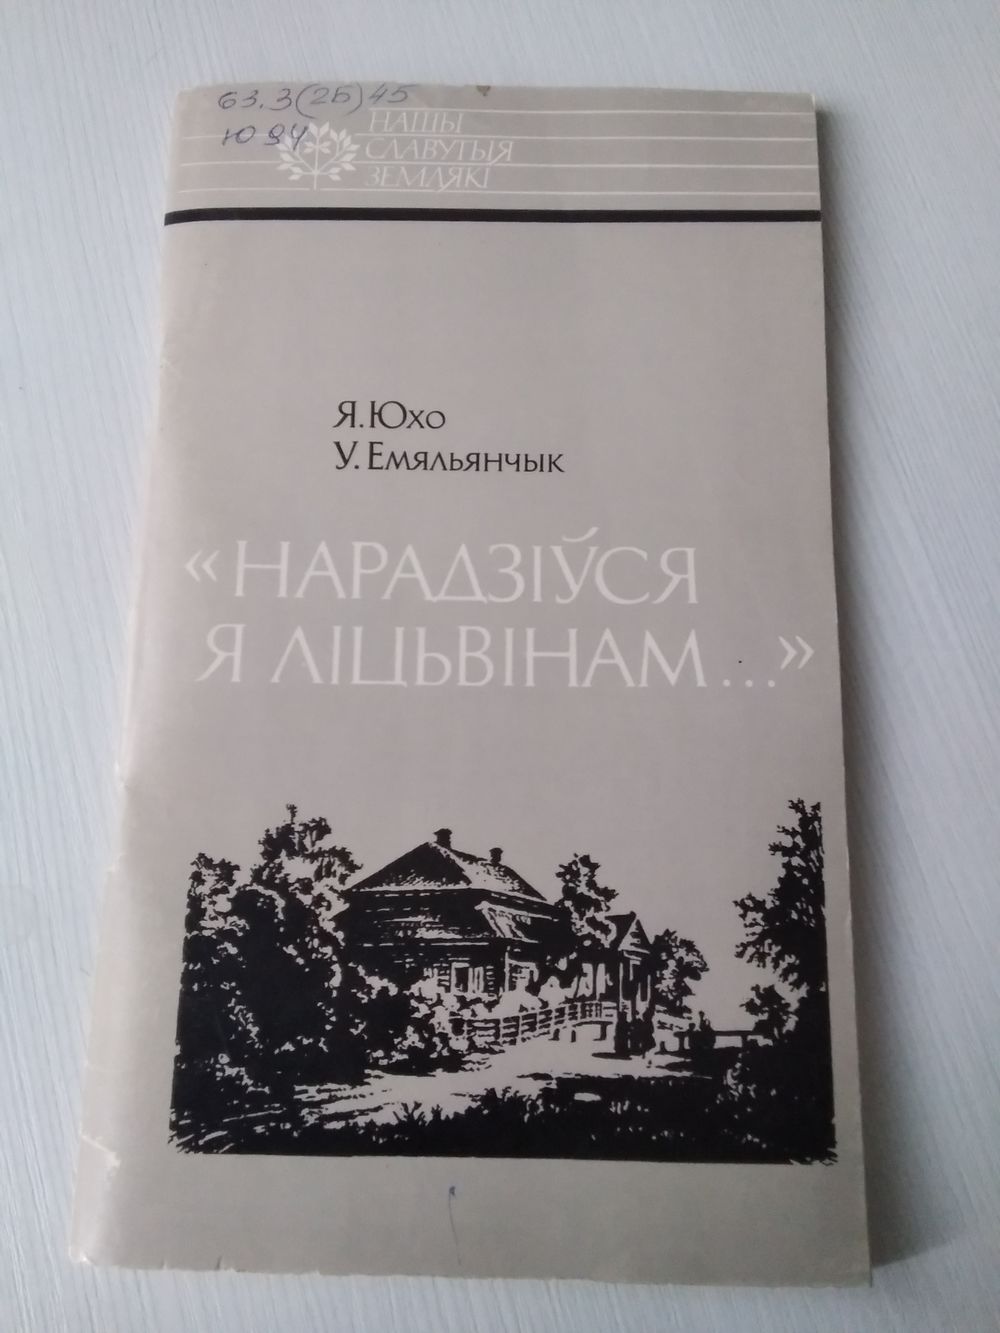 63.3(2Б)45
Ю 94
НАШЫ
СЛАВУТЫЯ
ЗЕМЛЯКІ
Я. Юхо
У. Емяльянчык
«НАРАДЗІЎСЯ
Я ЛІЦЬВІНАМ...»